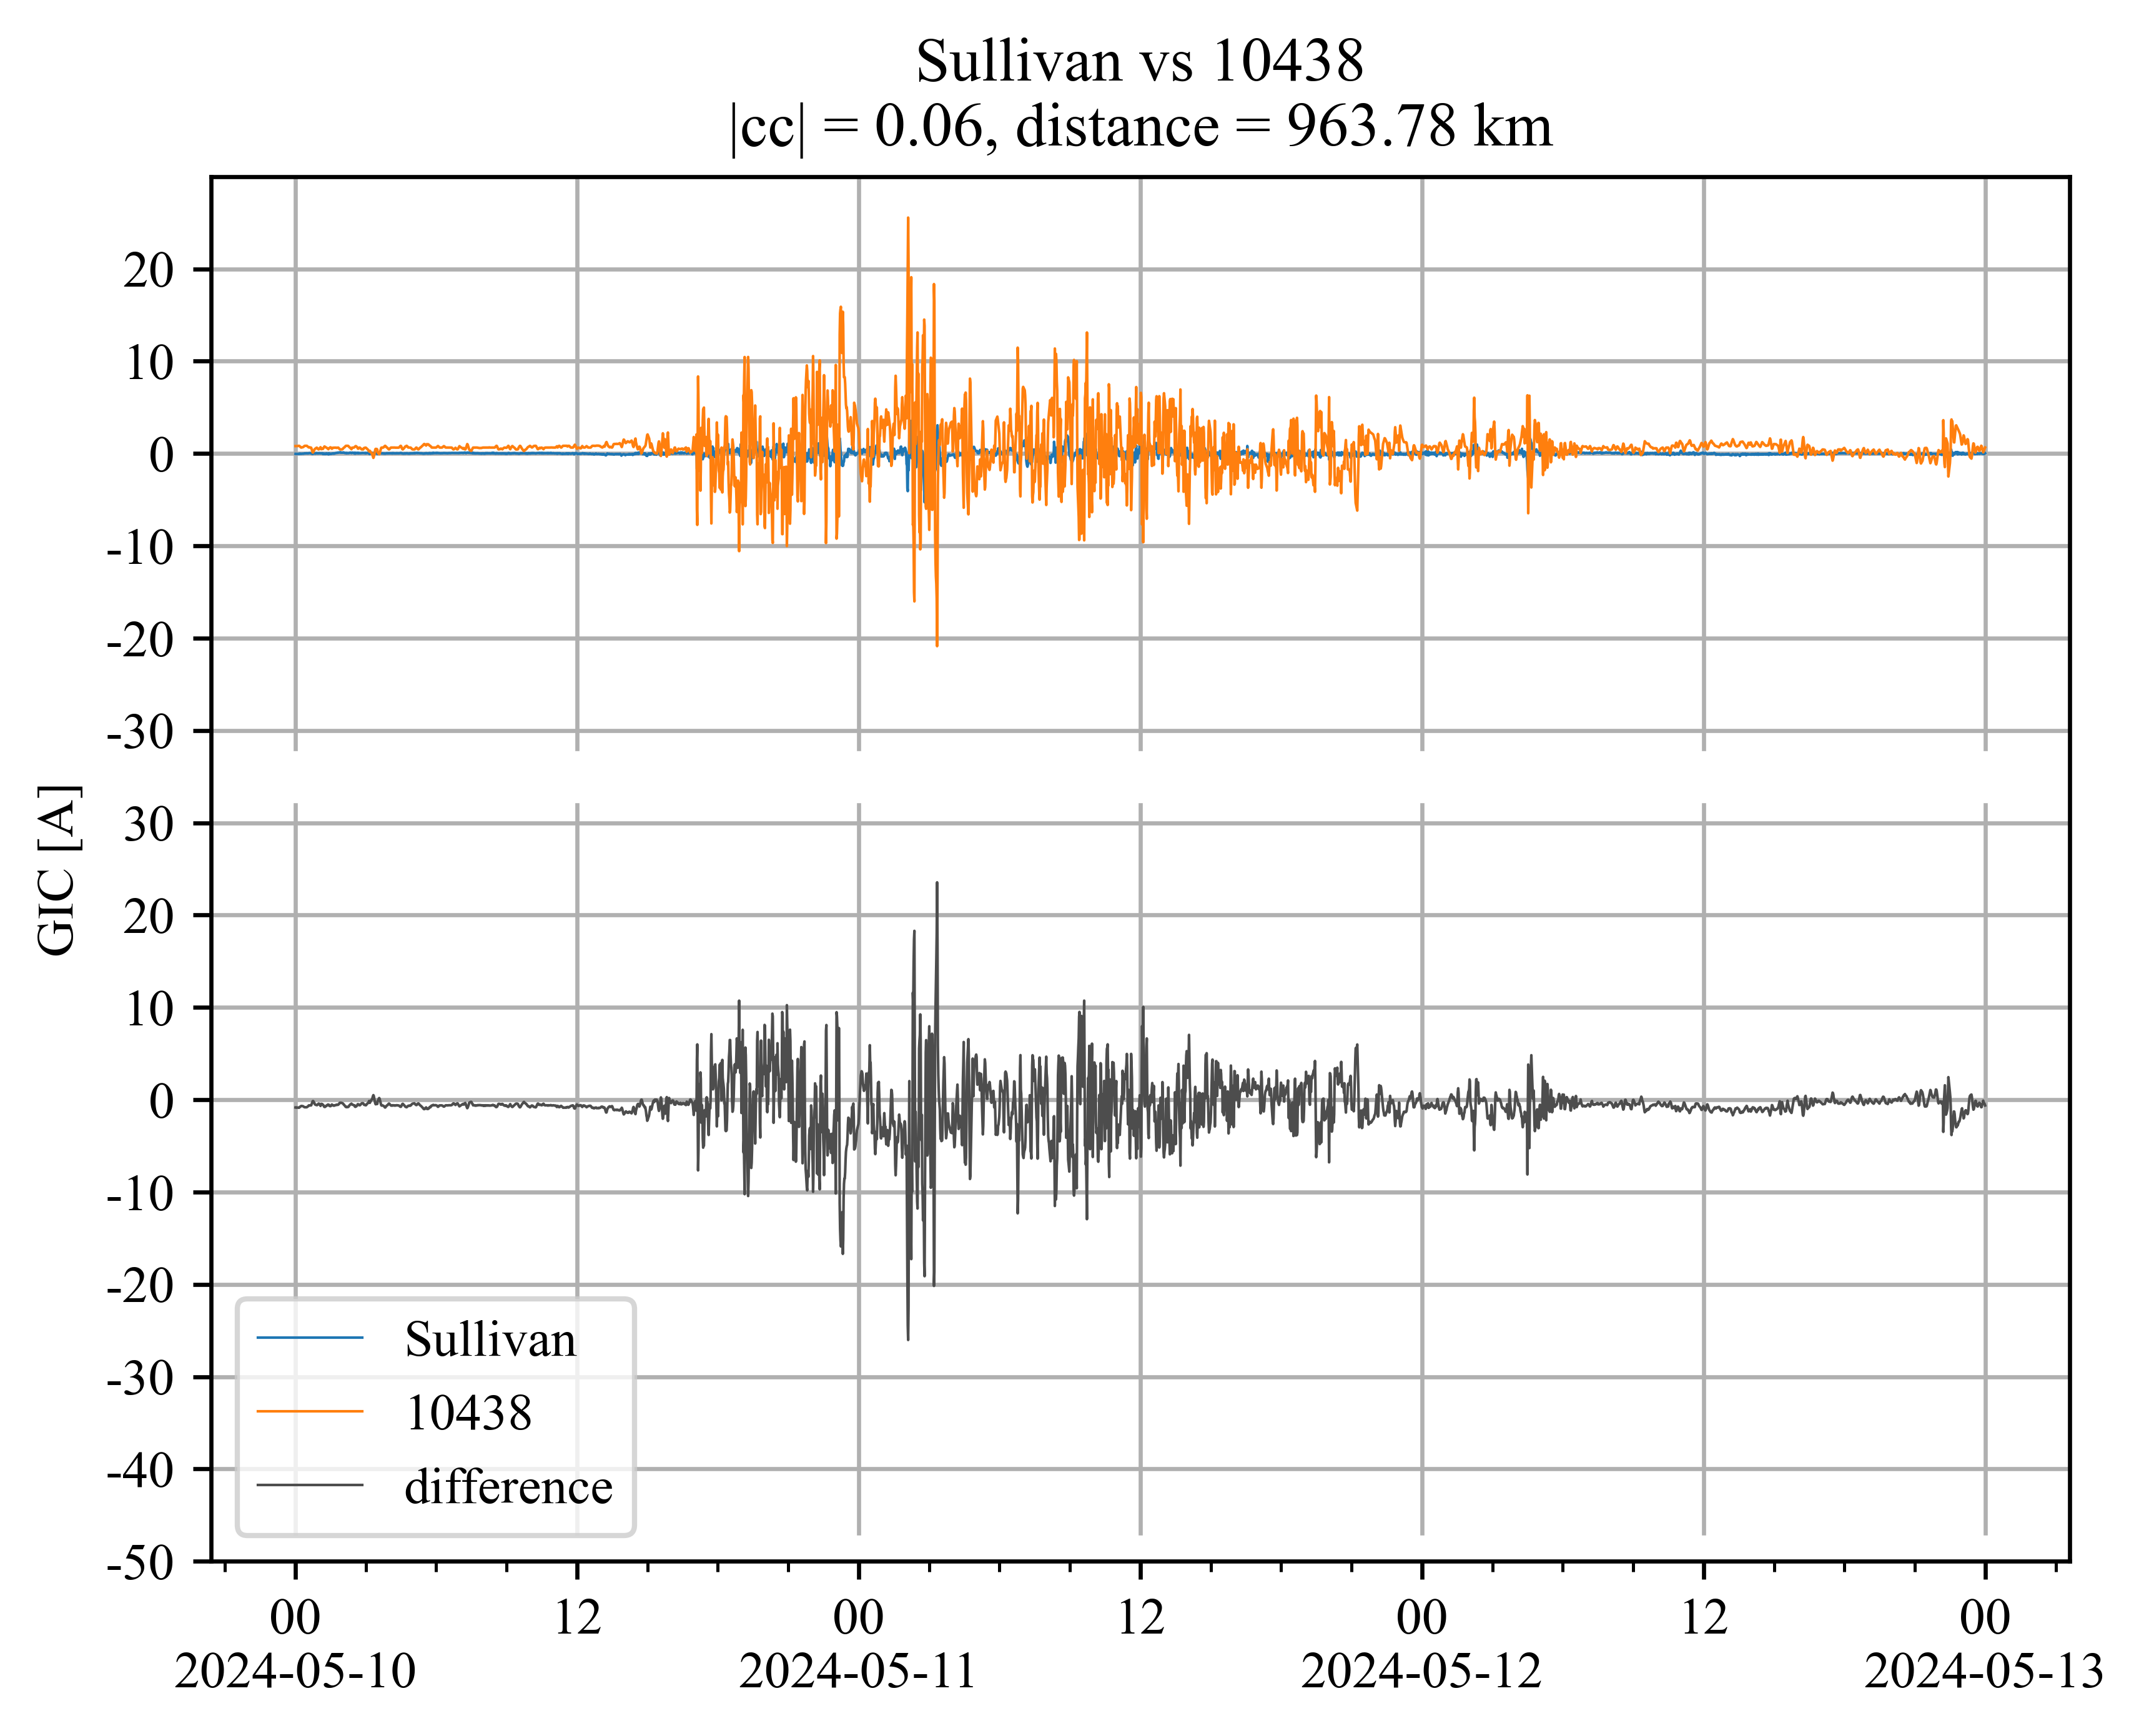 Sullivan vs 10438
|cc| = 0.06, distance = 963.78 km
20
10
0
-10
-20
-30
30
20
10
0
-10
-20
-30
-40
-50
GIC [A]
Sullivan
10438
difference
00 12 00 12 00 12 00
2024-05-10 2024-05-11 2024-05-12 2024-05-13